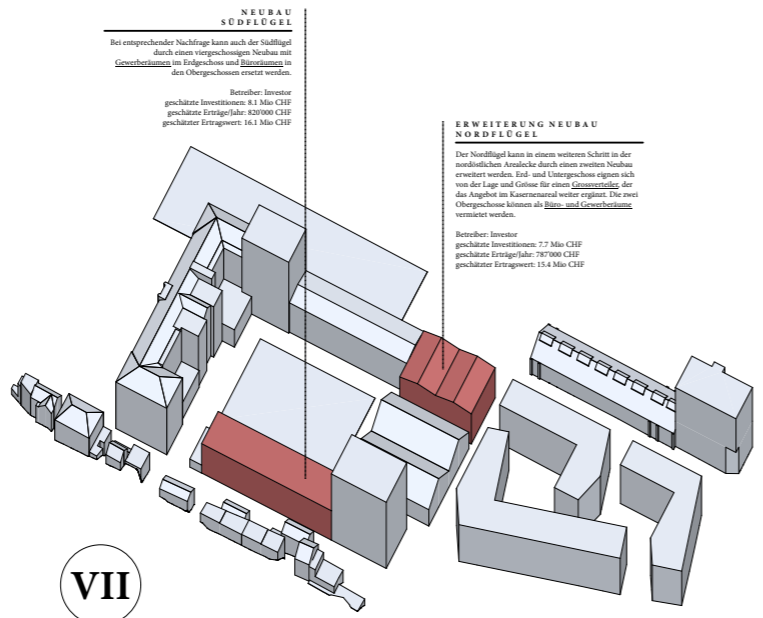 NEUBAU
SÜDFLÜGEL
Bei entsprechender Nachfrage kann auch der Südflügel
durch einen viergeschossigen Neubau mit
Gewerberäumen im Erdgeschoss und Büroräumen in
den Obergeschossen ersetzt werden.
Betreiber: Investor
geschätzte Investitionen: 8.1 Mio CHF
geschätzte Erträge/Jahr: 820'000 CHF
geschätzter Ertragswert: 16.1 Mio CHF
ERWEITERUNG NEUBAU
NORDFLÜGEL
Der Nordflügel kann in einem weiteren Schritt in der
nordöstlichen Arealecke durch einen zweiten Neubau
erweitert werden. Erd- und Untergeschoss eignen sich
von der Lage und Grösse für einen Grossverteiler, der
das Angebot im Kasernenareal weiter ergänzt. Die zwei
Obergeschosse können als Büro- und Gewerberäume
vermietet werden.
Betreiber: Investor
geschätzte Investitionen: 7.7 Mio CHF
geschätzte Erträge/Jahr: 787'000 CHF
geschätzter Ertragswert: 15.4 Mio CHF
VII